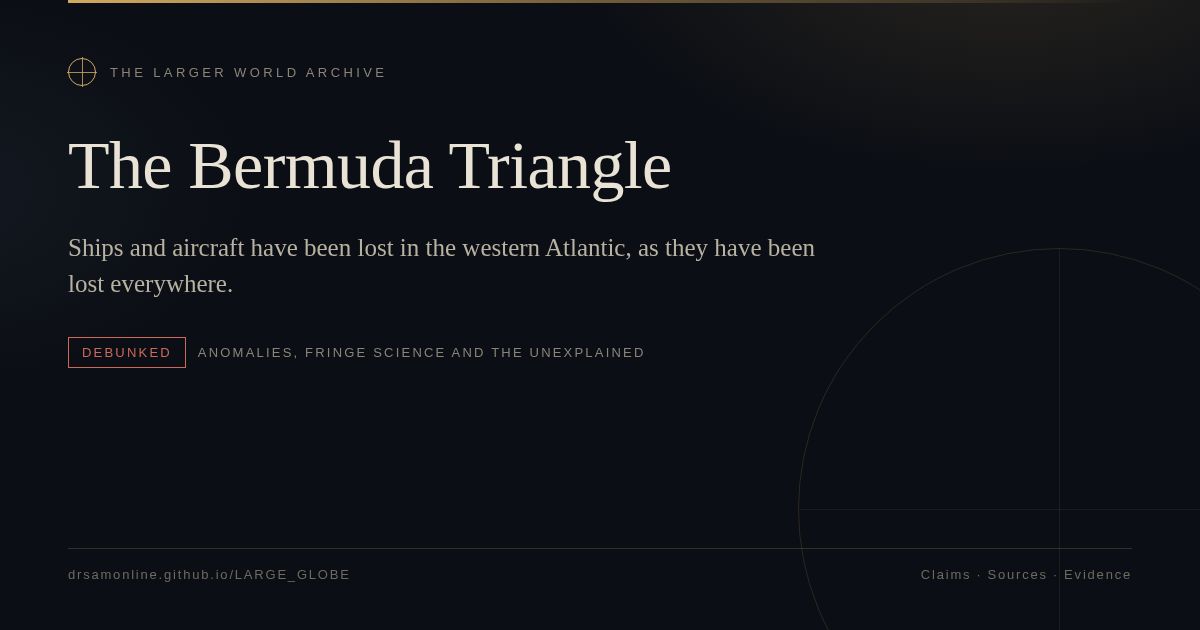 THE LARGER WORLD ARCHIVE
The Bermuda Triangle
Ships and aircraft have been lost in the western Atlantic, as they have been
lost everywhere.
DEBUNKED ANOMALIES, FRINGE SCIENCE AND THE UNEXPLAINED
drsamonline.github.io/LARGE_GLOBE Claims · Sources · Evidence